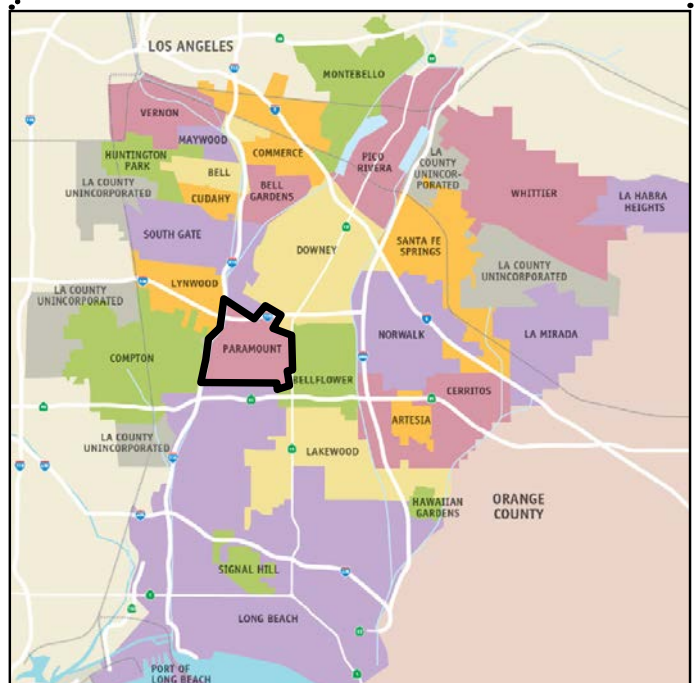 LOS ANGELES
MONTEBELLO
VERNON
MAYWOOD
COMMERCE
HUNTINGTON
PARK
BELL
PICO
RIVERA
LA
COUNTY
UNINCOR-
PORATED
LA COUNTY
UNINCORPORATED
CUDAHY
BELL
GARDENS
WHITTIER
LA HABRA
HEIGHTS
SOUTH GATE
DOWNEY
SANTA FE
SPRINGS
LA COUNTY
UNINCORPORATED
LYNWOOD
LA COUNTY
UNINCORPORATED
COMPTON
PARAMOUNT
NORWALK
LA MIRADA
BELLFLOWER
CERRITOS
ARTESIA
LA COUNTY
UNINCORPORATED
LAKEWOOD
HAWAIIAN
GARDENS
ORANGE
COUNTY
SIGNAL HILL
LONG BEACH
PORT OF
LONG BEACH